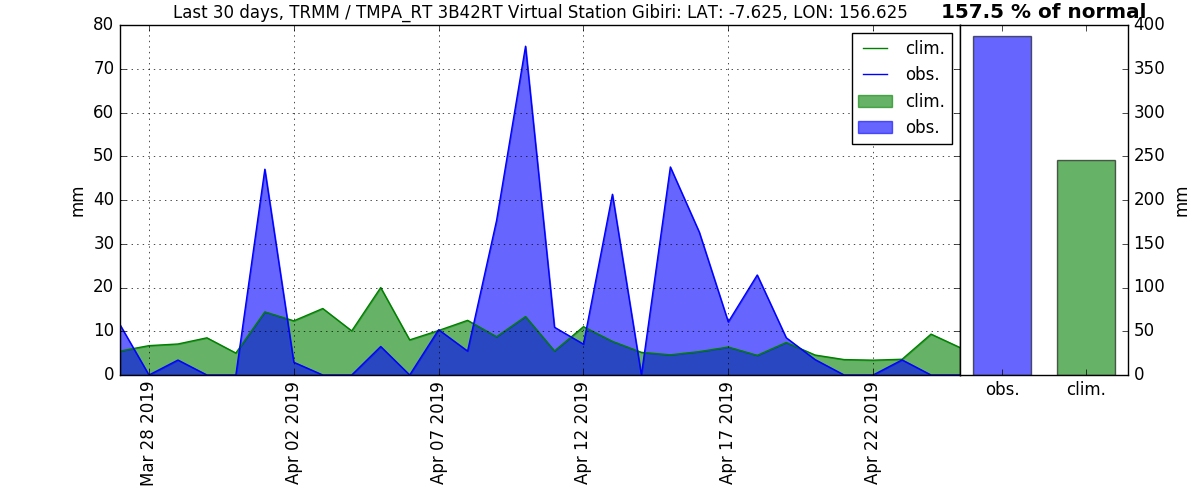 Last 30 days, TRMM / TMPA_RT 3B42RT Virtual Station Gibiri: LAT: -7.625, LON: 156.625
157.5 % of normal
80
70
60
50
40
30
20
10
0
mm
Mar 28 2019
Apr 02 2019
Apr 07 2019
Apr 12 2019
Apr 17 2019
Apr 22 2019
clim.
obs.
clim.
obs.
400
350
300
250
200
150
100
50
0
mm
obs.
clim.